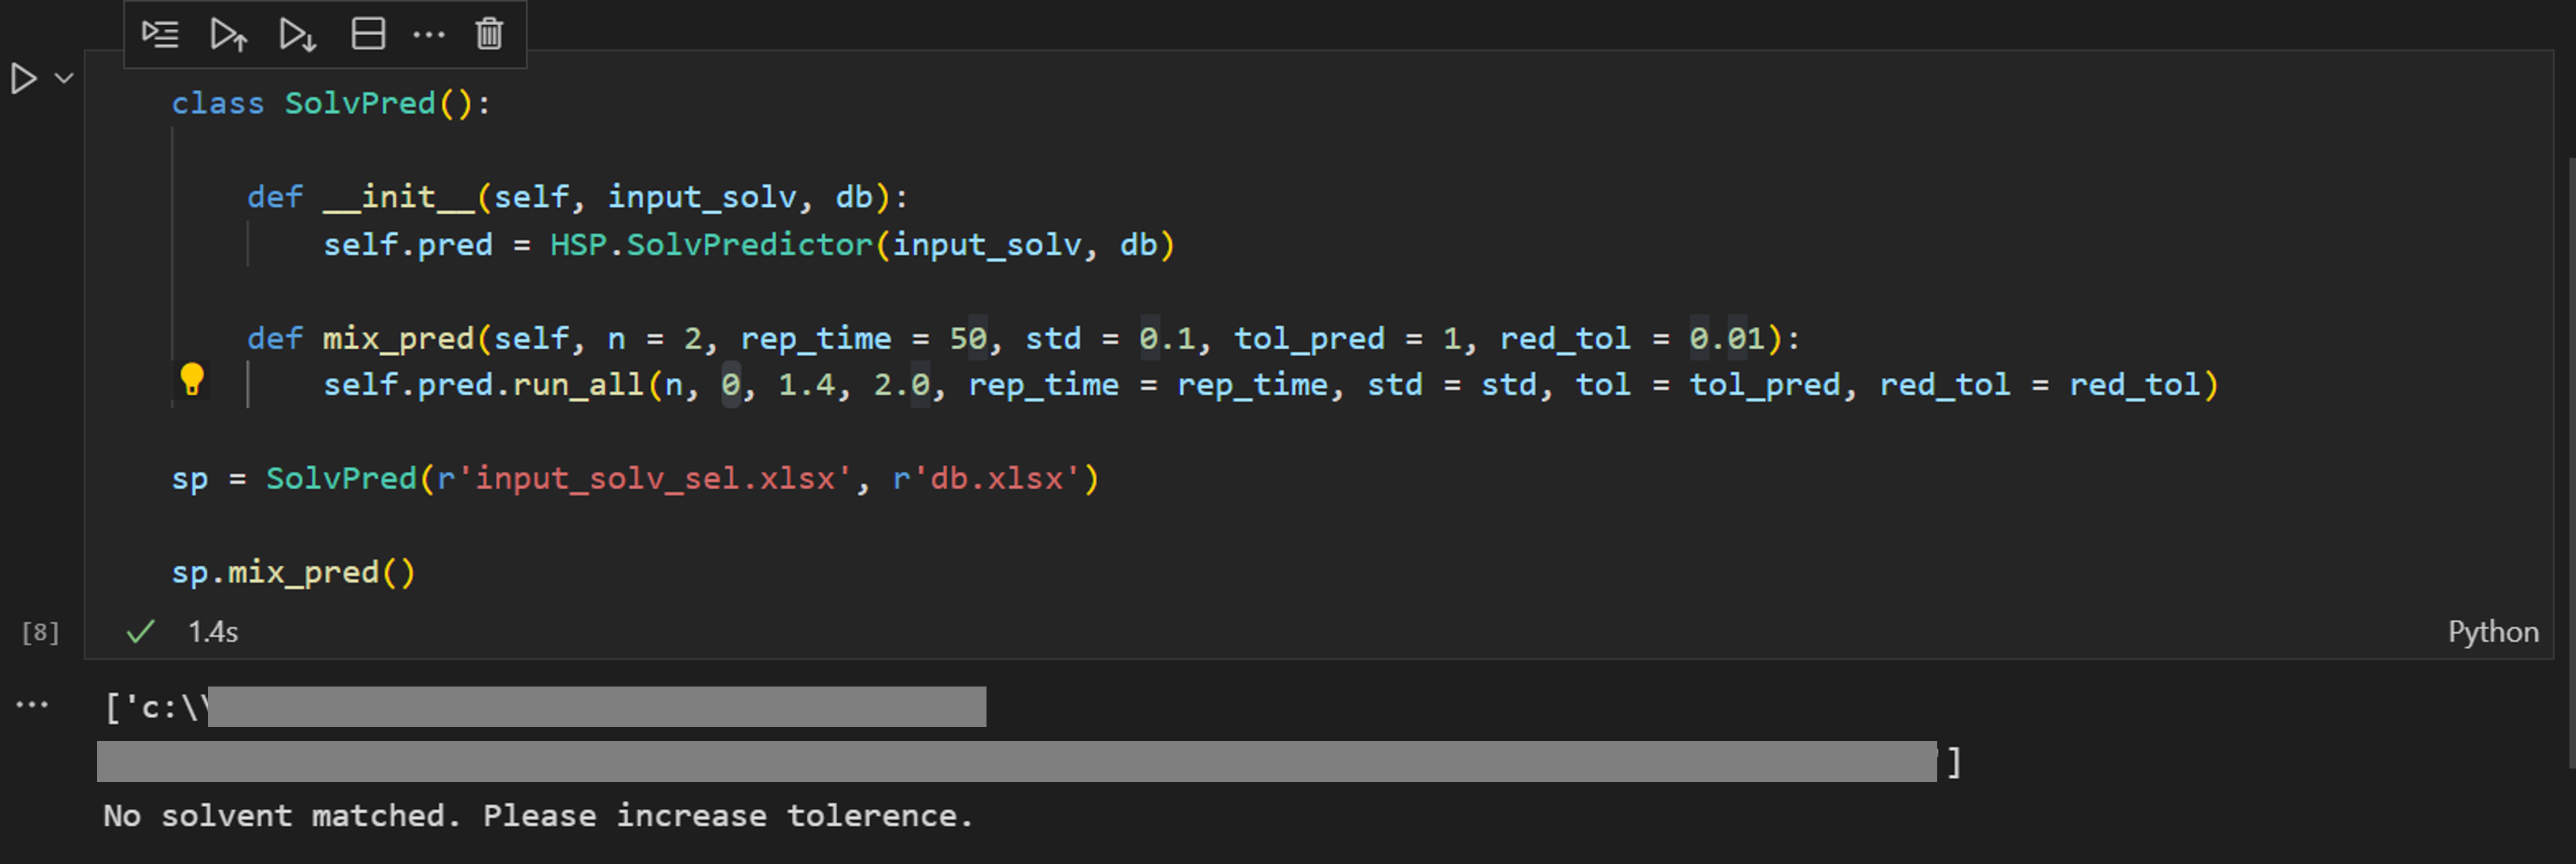 class SolvPred():
def __init__(self, input_solv, db):
self.pred = HSP.SolvPredictor(input_solv, db)
def mix_pred(self, n = 2, rep_time = 50, std = 0.1, tol_pred = 1, red_tol = 0.01):
self.pred.run_all(n, 0, 1.4, 2.0, rep_time = rep_time, std = std, tol = tol_pred, red_tol = red_tol)
sp = SolvPred(r'input_solv_sel.xlsx', r'db.xlsx')
sp.mix_pred()
[8] 1.4s Python
['c:\\
]
No solvent matched. Please increase tolerence.